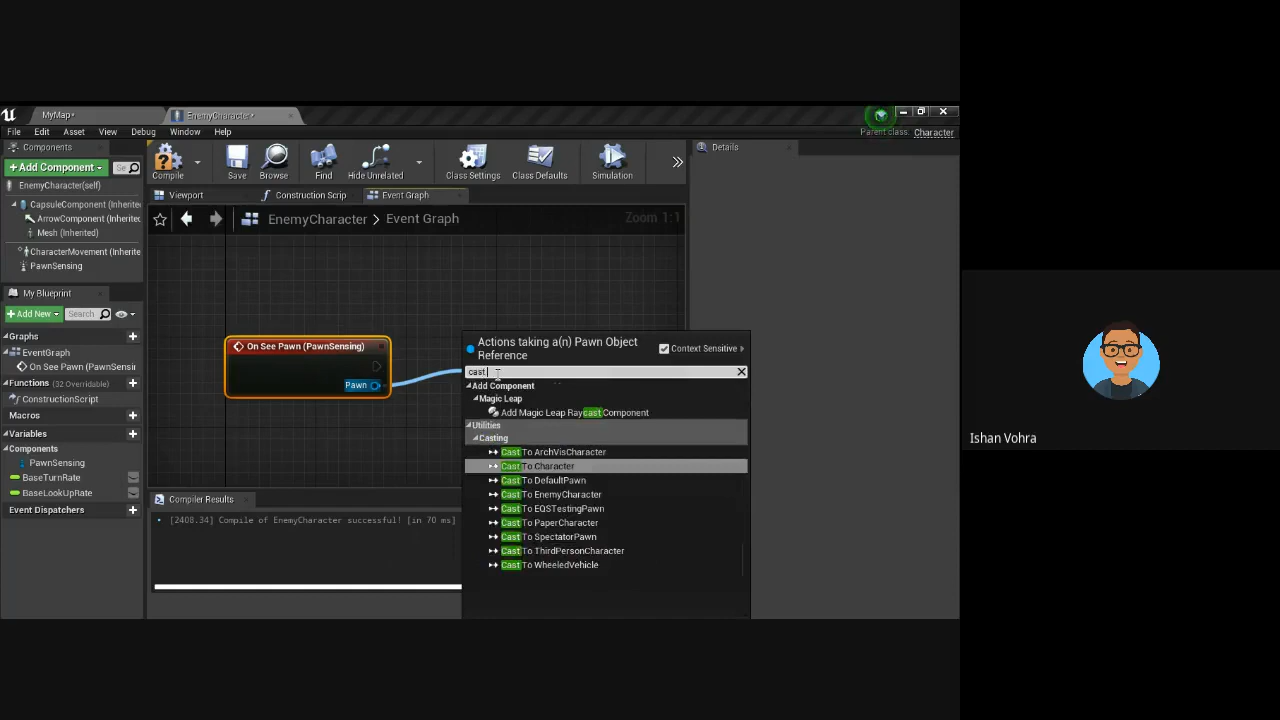 MyMap*
EnemyCharacter*
File Edit Asset View Debug Window Help
Parent class: Character
Components
Add Component
Se
EnemyCharacter(self)
CapsuleComponent (Inherited)
ArrowComponent (Inherited)
Mesh (Inherited)
CharacterMovement (Inherite
PawnSensing
My Blueprint
+Add New
Search
Graphs
EventGraph
On See Pawn (PawnSensir
Functions (32 Overridable)
ConstructionScript
Macros
Variables
Components
PawnSensing
BaseTurnRate
BaseLookUpRate
Event Dispatchers
Compile
Save
Browse
Find
Hide Unrelated
Class Settings
Class Defaults
Simulation
Details
Viewport
Construction Scrip
Event Graph
EnemyCharacter > Event Graph
Zoom 1:1
On See Pawn (PawnSensing)
Pawn
Actions taking a(n) Pawn Object
Reference
Context Sensitive
cast
Add Component
Magic Leap
Add Magic Leap Raycast Component
Utilities
Casting
Cast To ArchVisCharacter
Cast To Character
Cast To DefaultPawn
Cast To EnemyCharacter
Cast To EQSTestingPawn
Cast To PaperCharacter
Cast To SpectatorPawn
Cast To ThirdPersonCharacter
Cast To WheeledVehicle
Compiler Results
[2408.34] Compile of EnemyCharacter successful! [in 70 ms]
Ishan Vohra